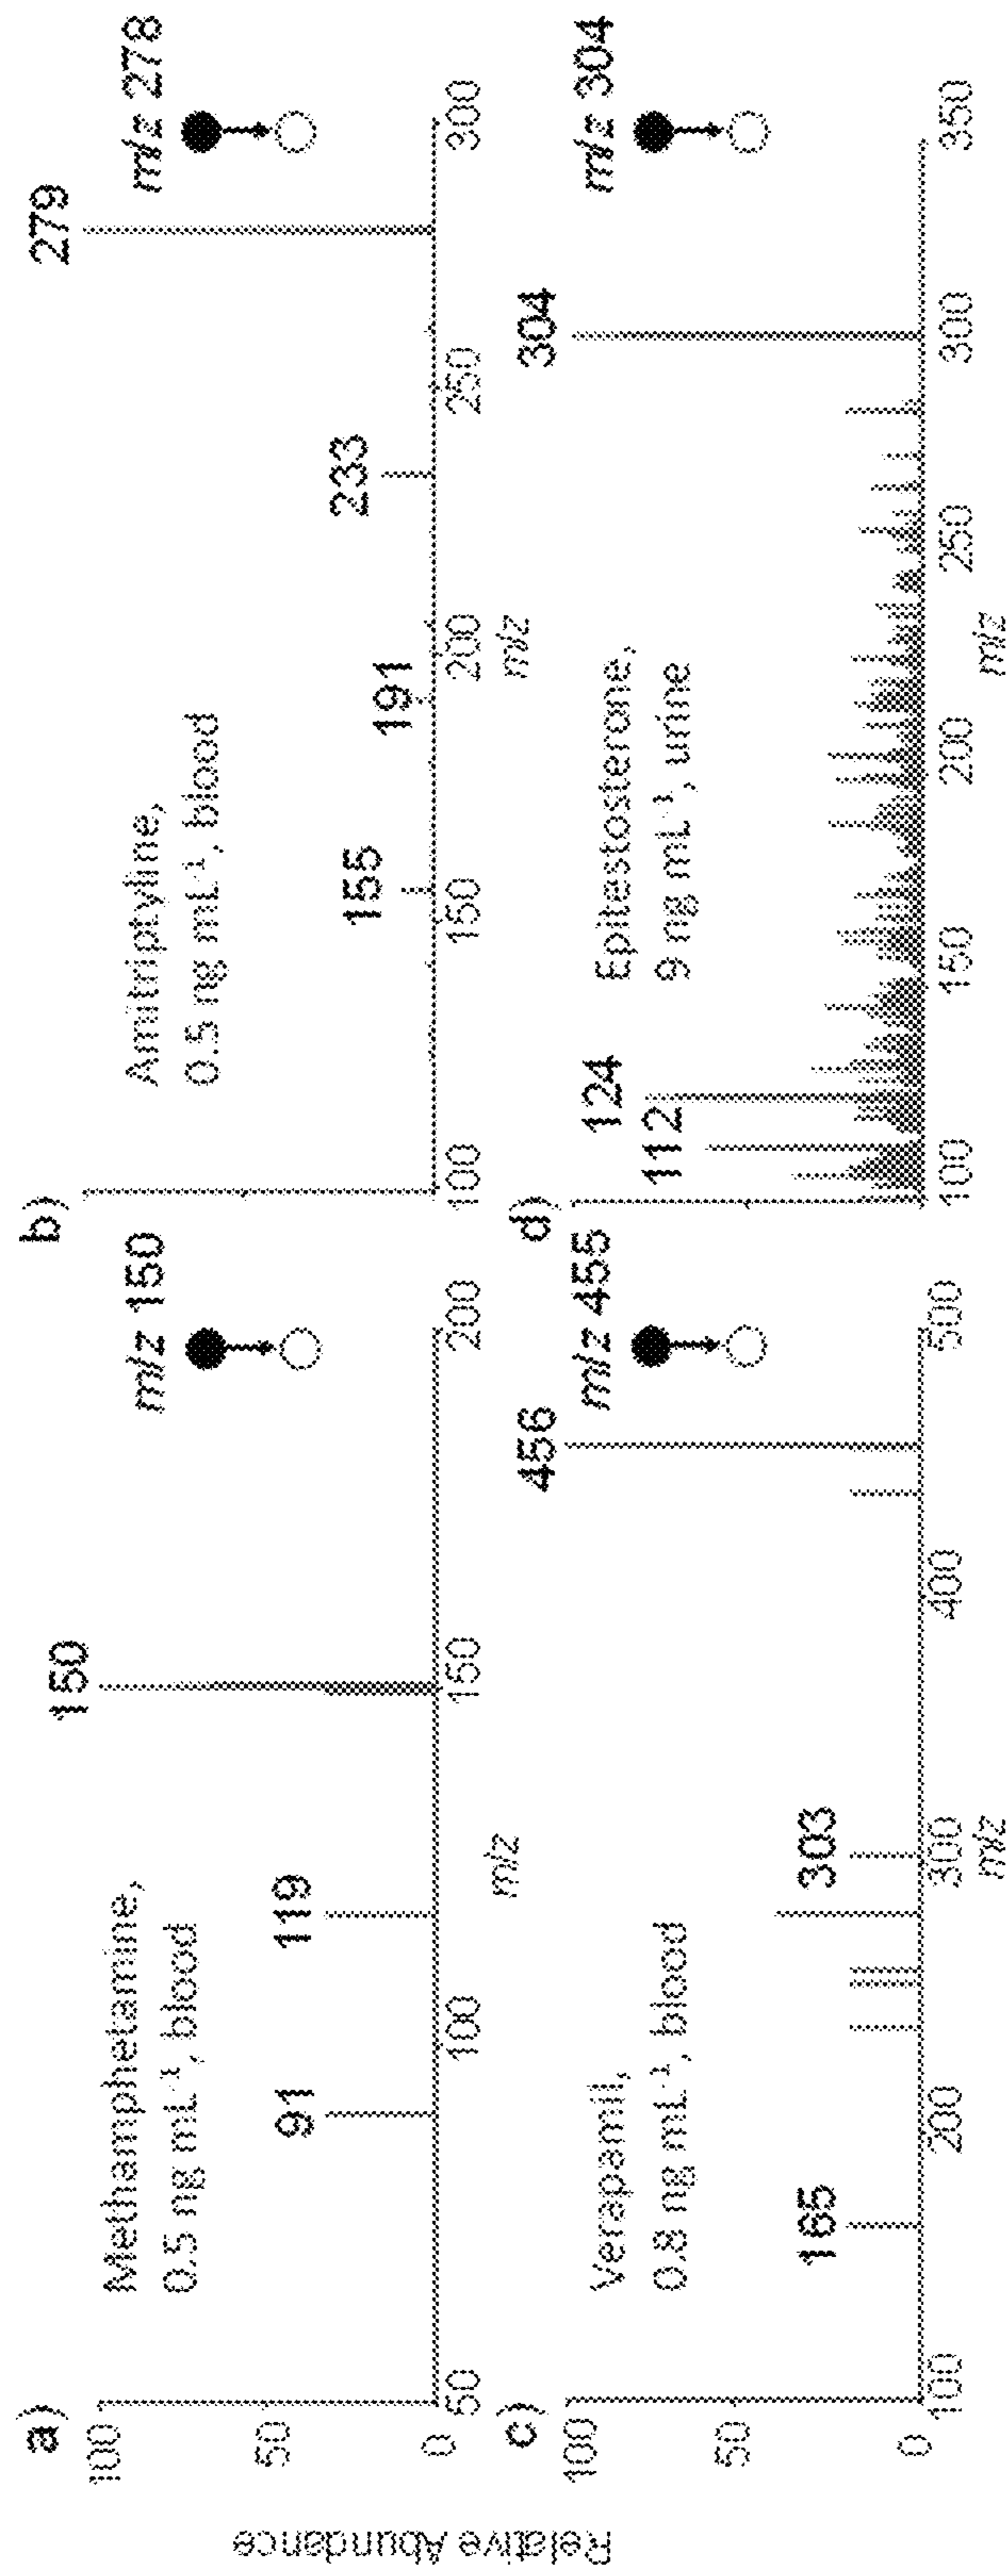 Relative Abundance
a)
Methamphetamine,
0.5 ng mL⁻¹, blood
m/z 150
100
50
0
91
119
150
50
100
150
200
m/z
b)
Amitriptyline,
0.5 ng mL⁻¹, blood
m/z 278
155
191
233
279
100
150
200
250
300
m/z
c)
Verapamil,
0.8 ng mL⁻¹, blood
m/z 455
100
50
0
165
303
456
100
200
300
400
500
m/z
d)
Epitestosterone,
9 ng mL⁻¹, urine
m/z 304
112
124
304
100
150
200
250
300
350
m/z